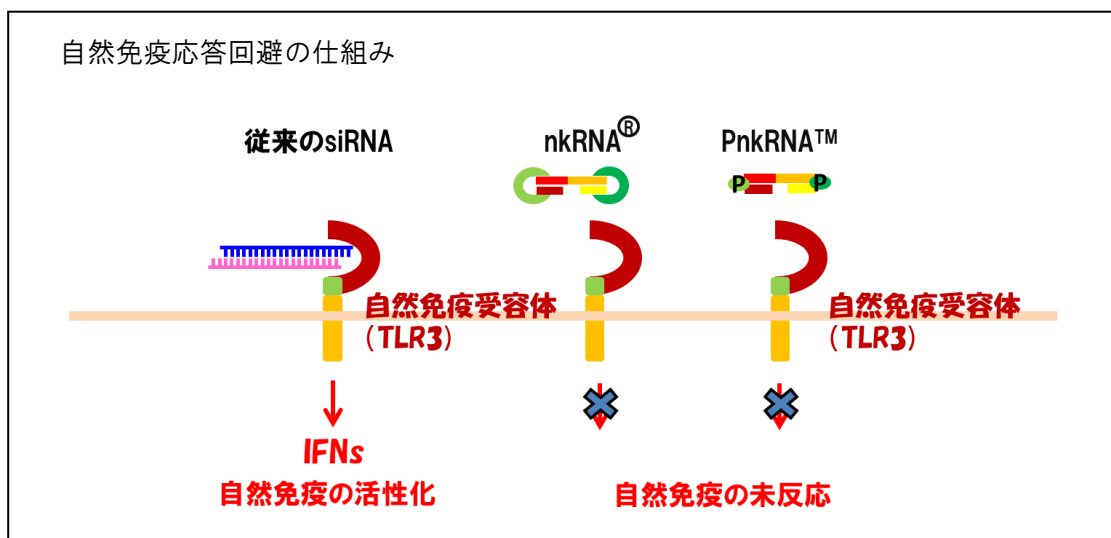 自然免疫応答回避の仕組み
従来のsiRNA
nkRNA®
PnkRNA™
P P
自然免疫受容体
(TLR3)
自然免疫受容体
(TLR3)
IFNs
自然免疫の活性化
自然免疫の未反応